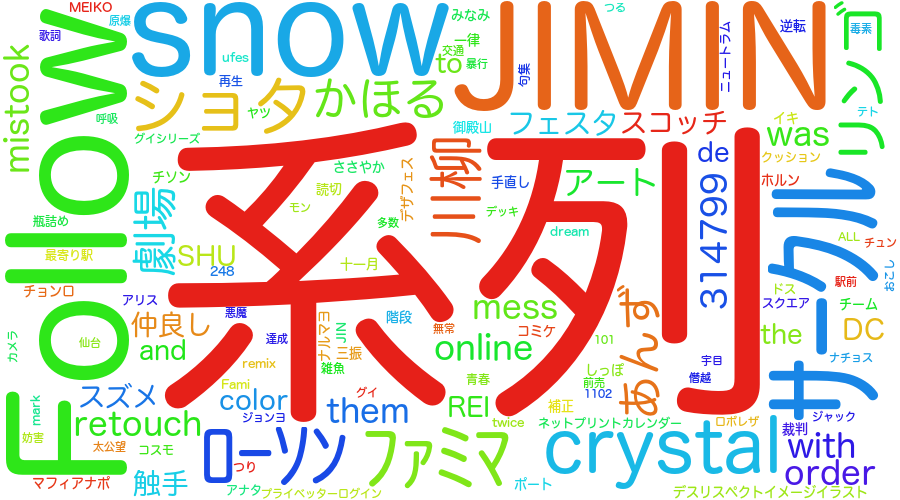 MEIKO
原爆
歌詞
snow
JIMIN
つる
みなみ
逆転
ゴ
毒素
Follow
mistook
ufes
再生
to
一律
交通
暴行
句集
ニュートラム
リンゴ
呼吸
ショタ
ヤツ
かほる
御殿山
フェスタ
スコッチ
イキ
was
テト
グイシリーズ
チソン
ささやか
デザフェス
川柳
手直し
アート
de
クッション
ホルン
314799
サークル
劇場
読切
モン
系列
デッキ
多数
瓶詰め
最寄り駅
SHU
248
十一月
dream
ALL
チュン
チョンロ
アリス
悪魔
階段
mess
ドス
駅前
おこし
スクエア
チーム
仲良し
達成
ナルマヨ
JIN
無常
コミケ
あんず
101
the
DC
カメラ
仙台
and
remix
三振
雑魚
online
宇目
ナチョス
スズメ
Fami
グイ
青春
しっぽ
前売
1102
僭越
mark
retouch
color
ジョンヨ
them
REI
補正
twice
ネットプリントカレンダー
ロボレザ
裁判
ジャック
妨害
太公望
コスモ
ローソン
ファミマ
crystal
with
マフィアナポ
触手
つり
アナタ
プライベッターログイン
ポート
order
デスリスペクトイメージイラスト